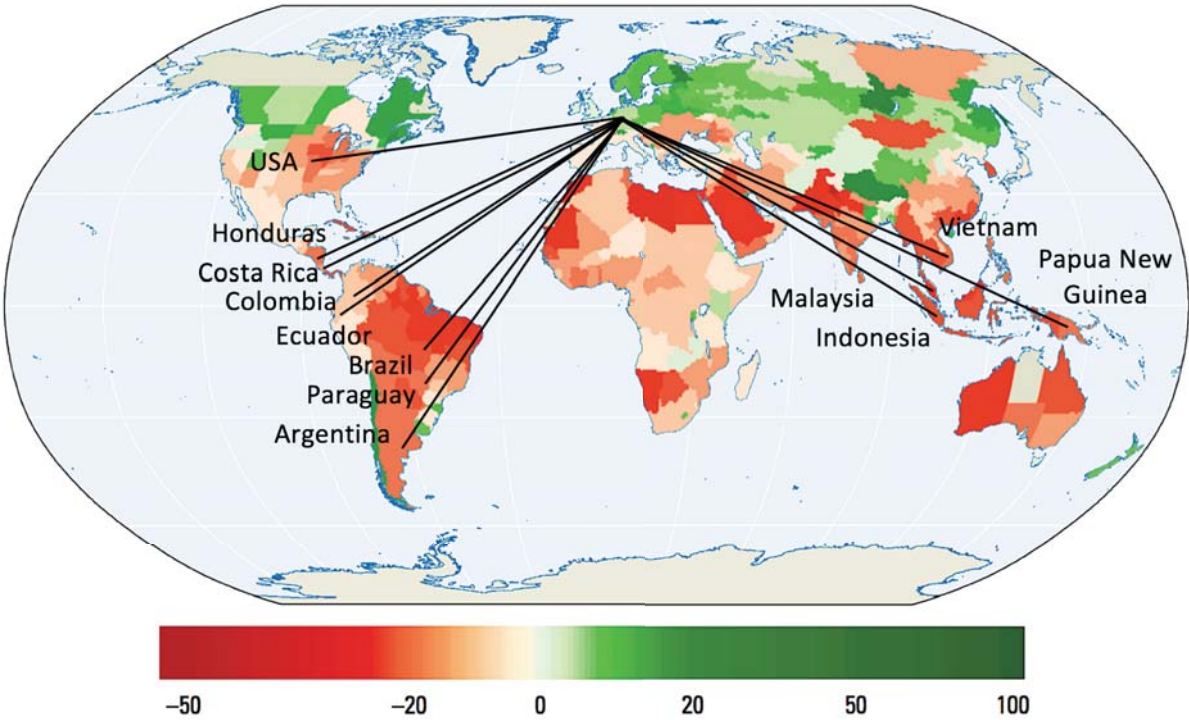 USA
Honduras
Costa Rica
Colombia
Ecuador
Brazil
Paraguay
Argentina
Vietnam
Papua New
Guinea
Malaysia
Indonesia
–50 –20 0 20 50 100